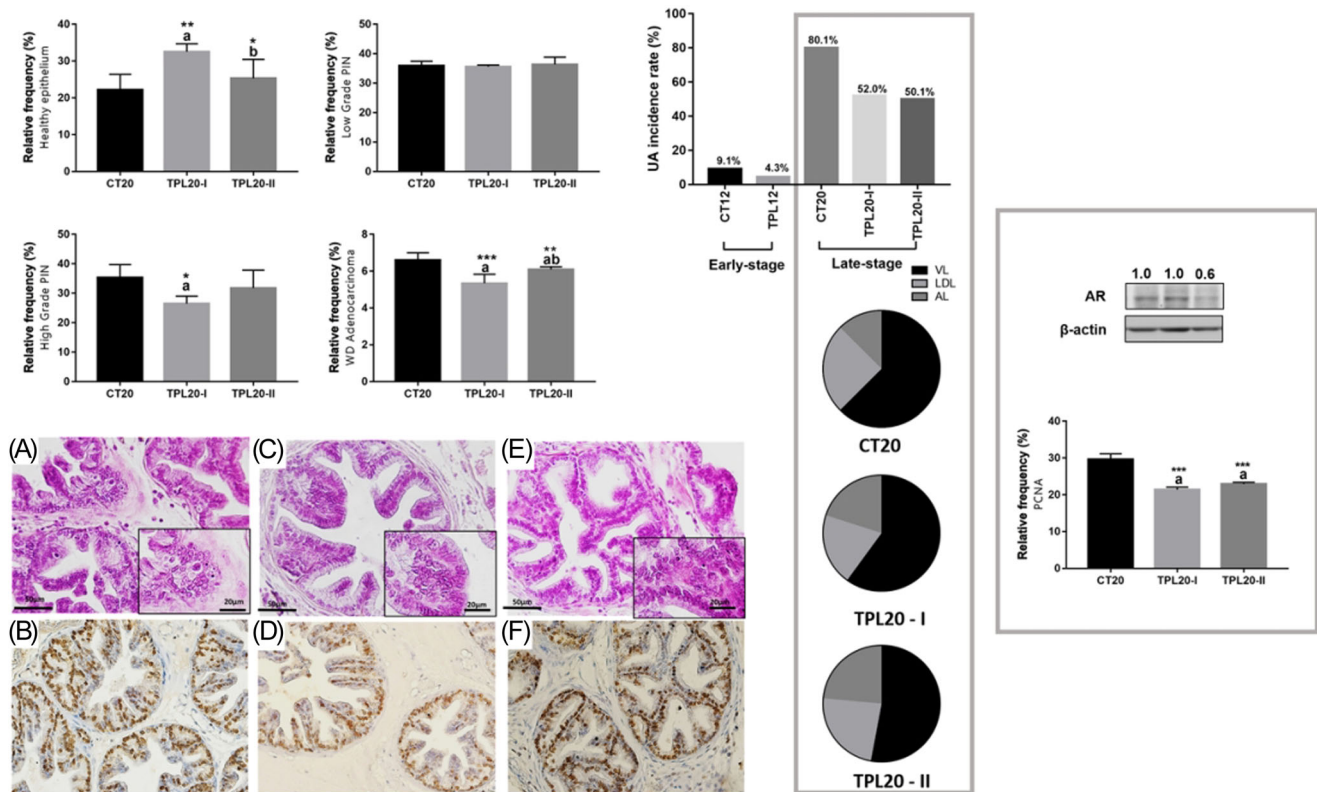 Relative frequency (%)
Healthy epithelium
40
30
20
10
0
**
a
*
b
CT20
TPL20-I
TPL20-II
Relative frequency (%)
Low Grade PIN
50
40
30
20
10
0
CT20
TPL20-I
TPL20-II
Relative frequency (%)
High Grade PIN
50
40
30
20
10
0
*
a
CT20
TPL20-I
TPL20-II
Relative frequency (%)
WD Adenocarcinoma
8
6
4
2
0
***
a
**
ab
CT20
TPL20-I
TPL20-II
UA incidence rate (%)
100
80
60
40
20
0
9.1%
4.3%
80.1%
52.0%
50.1%
CT12
TPL12
CT20
TPL20-I
TPL20-II
Early-stage
Late-stage
VL
LDL
AL
CT20
TPL20 - I
TPL20 - II
1.0 1.0 0.6
AR
β-actin
Relative frequency (%)
PCNA
40
30
20
10
0
***
a
***
a
CT20
TPL20-I
TPL20-II
(A)
50μm
20μm
(C)
50μm
20μm
(E)
50μm
20μm
(B)
(D)
(F)